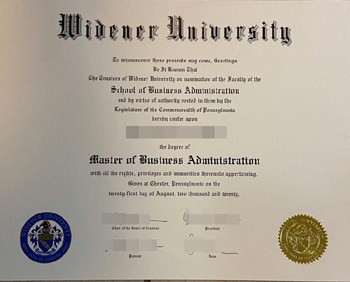 Widener University
To whomsoever these presents may come, Greetings
Be It Known That
The Trustees of Widener University on nomination of the Faculty of the
School of Business Administration
and by virtue of authority vested in them by the
Legislature of the Commonwealth of Pennsylvania
hereby confer upon
the degree of
Master of Business Administration
with all the rights, privileges and immunities thereunto appertaining.
Given at Chester, Pennsylvania on the
twenty-first day of August, two thousand and twenty.
Chair of the Board of Trustees
President
Provost
Dean
WIDENER UNIVERSITY